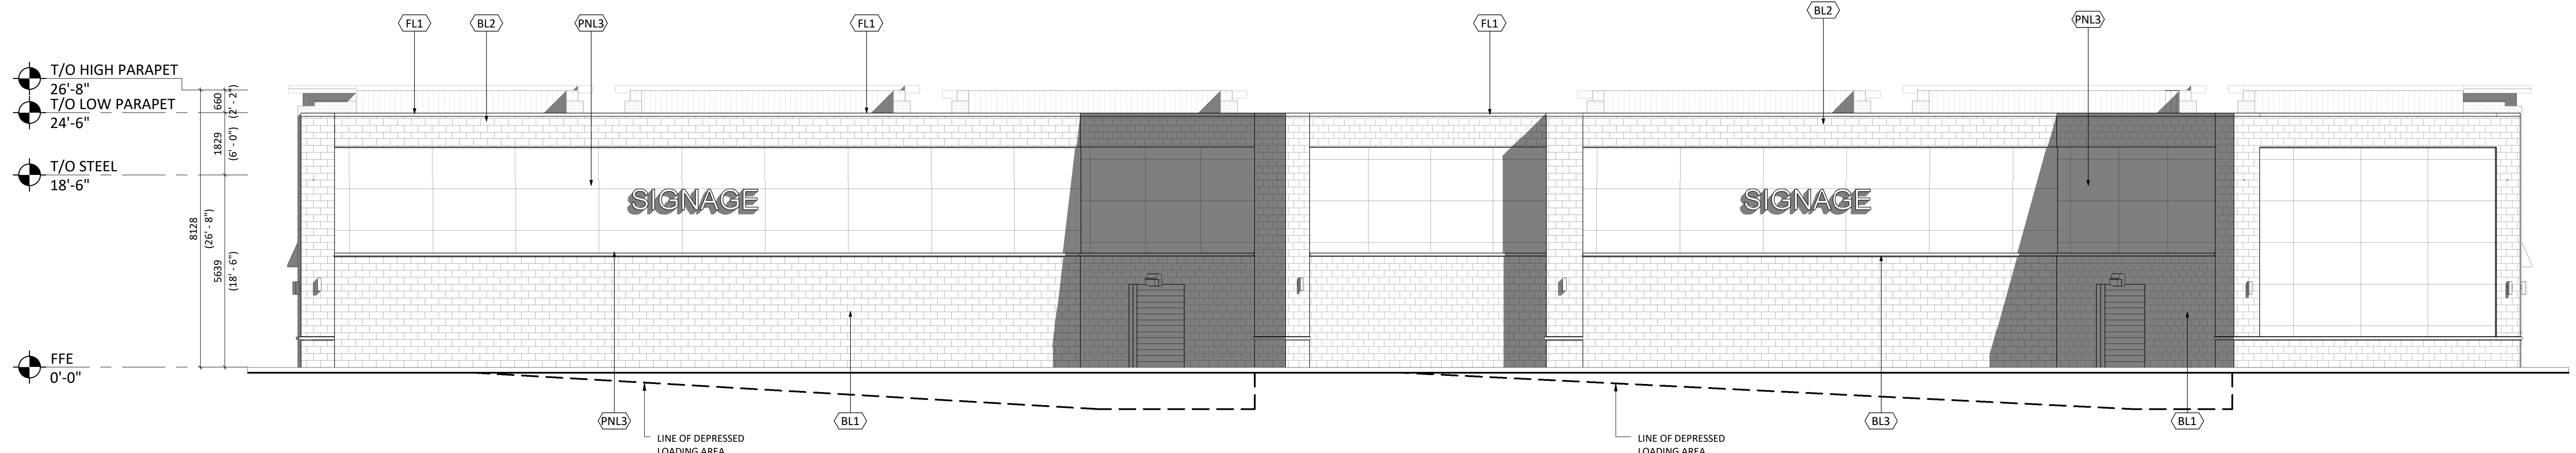 FL1
BL2
PNL3
FL1
FL1
BL2
PNL3
T/O HIGH PARAPET
26'-8"
T/O LOW PARAPET
24'-6"
T/O STEEL
18'-6"
FFE
0'-0"
660
(2' - 2")
1829
(6' - 0")
8128
(26' - 8")
5639
(18' - 6")
SIGNAGE
SIGNAGE
PNL3
BL1
BL3
BL1
LINE OF DEPRESSED
LOADING AREA
LINE OF DEPRESSED
LOADING AREA